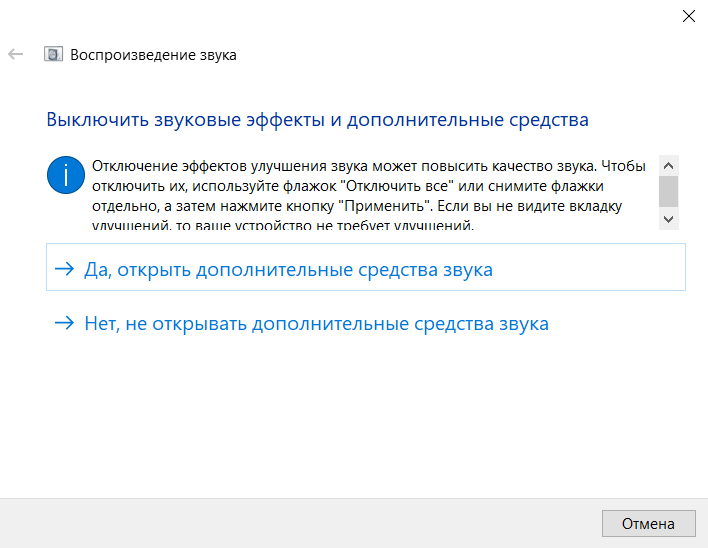 Воспроизведение звука
Выключить звуковые эффекты и дополнительные средства
Отключение эффектов улучшения звука может повысить качество звука. Чтобы
отключить их, используйте флажок "Отключить все" или снимите флажки
отдельно, а затем нажмите кнопку "Применить". Если вы не видите вкладку
улучшений, то ваше устройство не требует улучшений.
Да, открыть дополнительные средства звука
Нет, не открывать дополнительные средства звука
Отмена